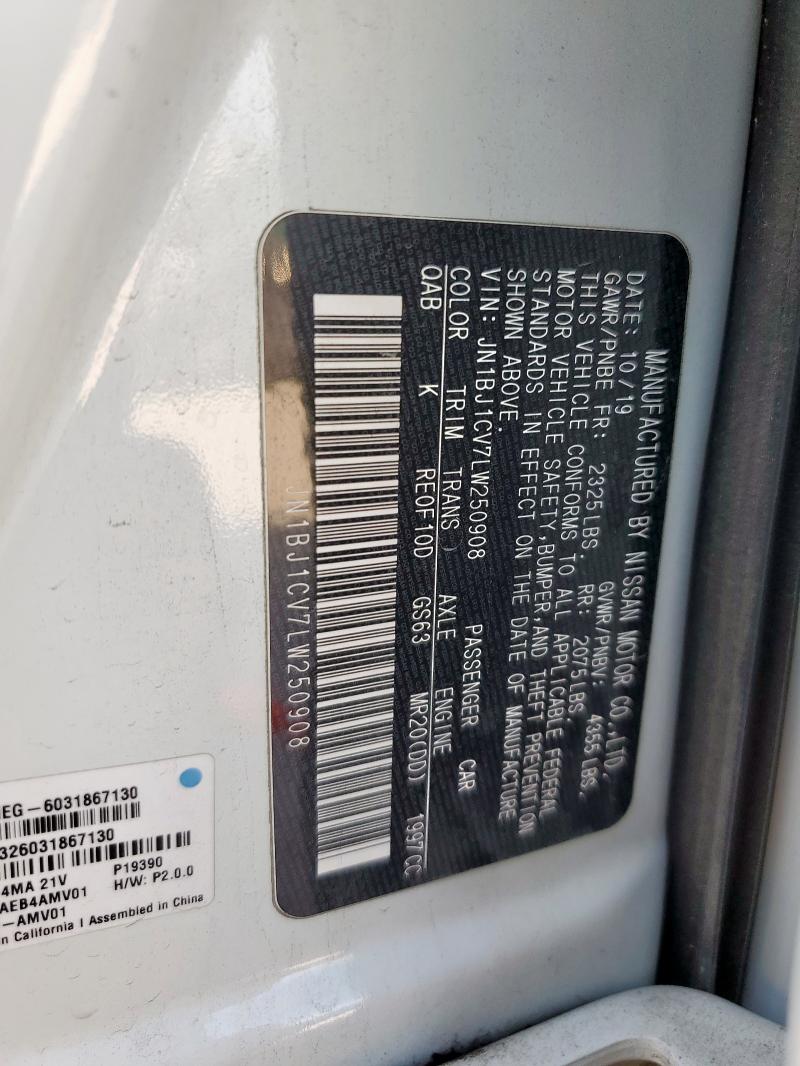 MANUFACTURED BY NISSAN MOTOR CO.,LTD.
DATE: 10/19 GVWR/PNBV: 4355 LBS.
GAWR/PNBE FR: 2325LBS. RR: 2075LBS.
THIS VEHICLE CONFORMS TO ALL APPLICABLE FEDERAL
MOTOR VEHICLE SAFETY,BUMPER,AND THEFT PREVENTION
STANDARDS IN EFFECT ON THE DATE OF MANUFACTURE
SHOWN ABOVE.
VIN: JN1BJ1CV7LW250908 PASSENGER CAR
COLOR TRIM TRANS AXLE ENGINE
QAB K RE0F10D GS63 MR20(DD) 1997CC
JN1BJ1CV7LW250908
EG-6031867130
326031867130
4MA 21V P19390
AEB4AMV01 H/W: P2.0.0
-AMV01
n California I Assembled in China